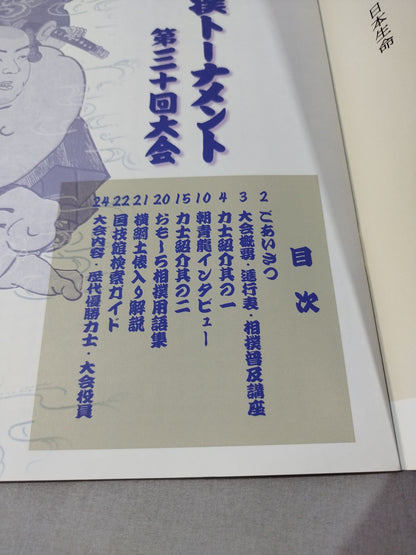 日本生命
撲トーナメント
第三十回大会
目次
2 ごあいさつ
3 大会概要・進行表・相撲普及講座
4 力士紹介其の一
10 朝青龍インタビュー
15 力士紹介其の二
20 おもしろ相撲用語集
21 横綱土俵入り解説
22 国技館検索ガイド
24 大会内容・歴代優勝力士・大会役員